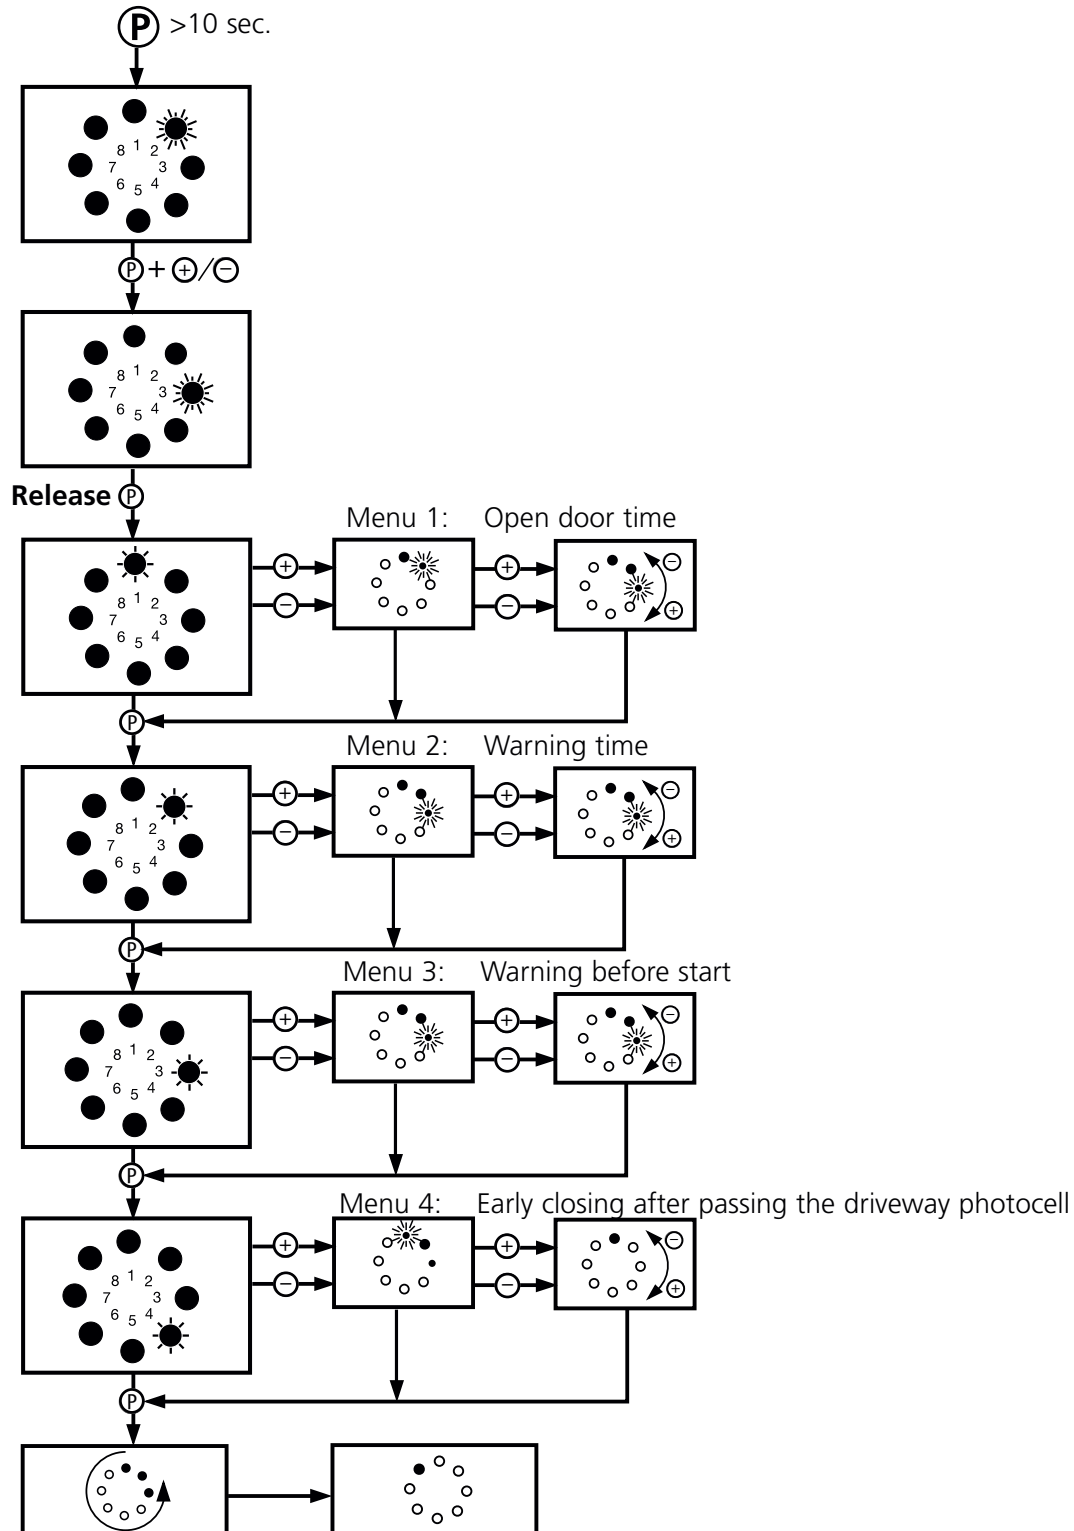 P >10 sec.
8 1 2
7 3
6 5 4
P + + / −
8 1 2
7 3
6 5 4
Release P
Menu 1: Open door time
8 1 2
7 3
6 5 4
+ +
− −
−
+
P
Menu 2: Warning time
8 1 2
7 3
6 5 4
+ +
− −
−
+
P
Menu 3: Warning before start
8 1 2
7 3
6 5 4
+ +
− −
−
+
P
Menu 4: Early closing after passing the driveway photocell
8 1 2
7 3
6 5 4
+ +
− −
−
+
P